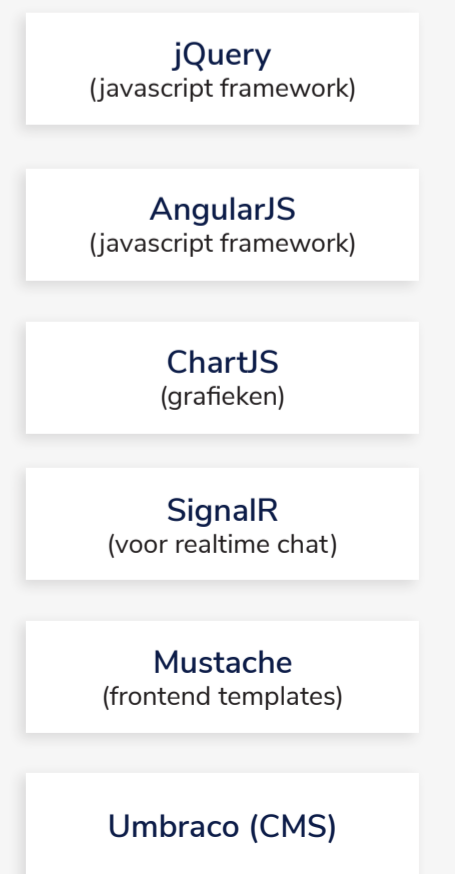 jQuery
(javascript framework)
AngularJS
(javascript framework)
ChartJS
(grafieken)
SignalR
(voor realtime chat)
Mustache
(frontend templates)
Umbraco (CMS)